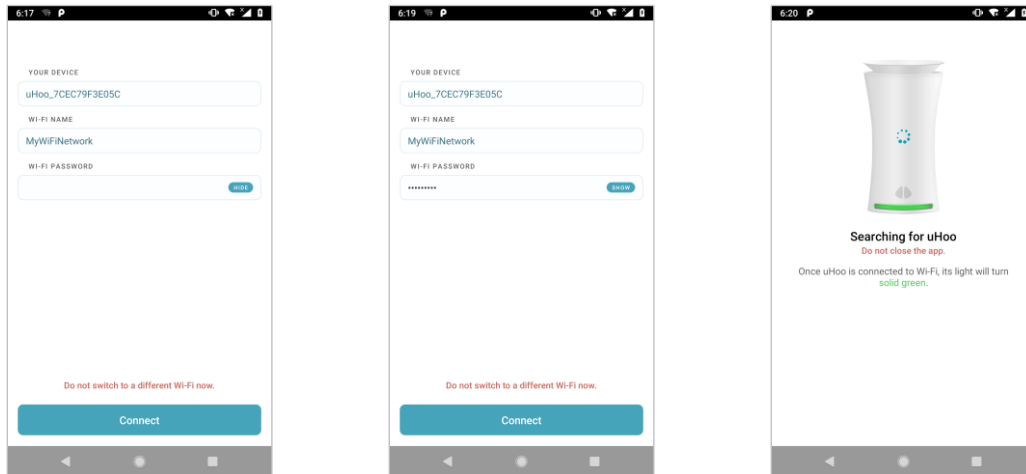 6:17
YOUR DEVICE
uHoo_7CEC79F3E05C
WI-FI NAME
MyWiFiNetwork
WI-FI PASSWORD
HIDE
Do not switch to a different Wi-Fi now.
Connect
6:19
YOUR DEVICE
uHoo_7CEC79F3E05C
WI-FI NAME
MyWiFiNetwork
WI-FI PASSWORD
•••••••••
SHOW
Do not switch to a different Wi-Fi now.
Connect
6:20
Searching for uHoo
Do not close the app.
Once uHoo is connected to Wi-Fi, its light will turn
solid green.